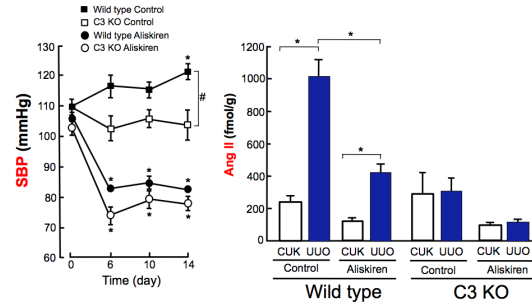 Wild type Control
C3 KO Control
Wild type Aliskiren
C3 KO Aliskiren
SBP (mmHg)
130
120
110
100
90
80
70
60
*
#
* * *
* * *
0 6 10 14
Time (day)
Ang II (fmol/g)
1200
1000
800
600
400
200
0
* *
*
CUK UUO CUK UUO CUK UUO CUK UUO
Control Aliskiren Control Aliskiren
Wild type C3 KO